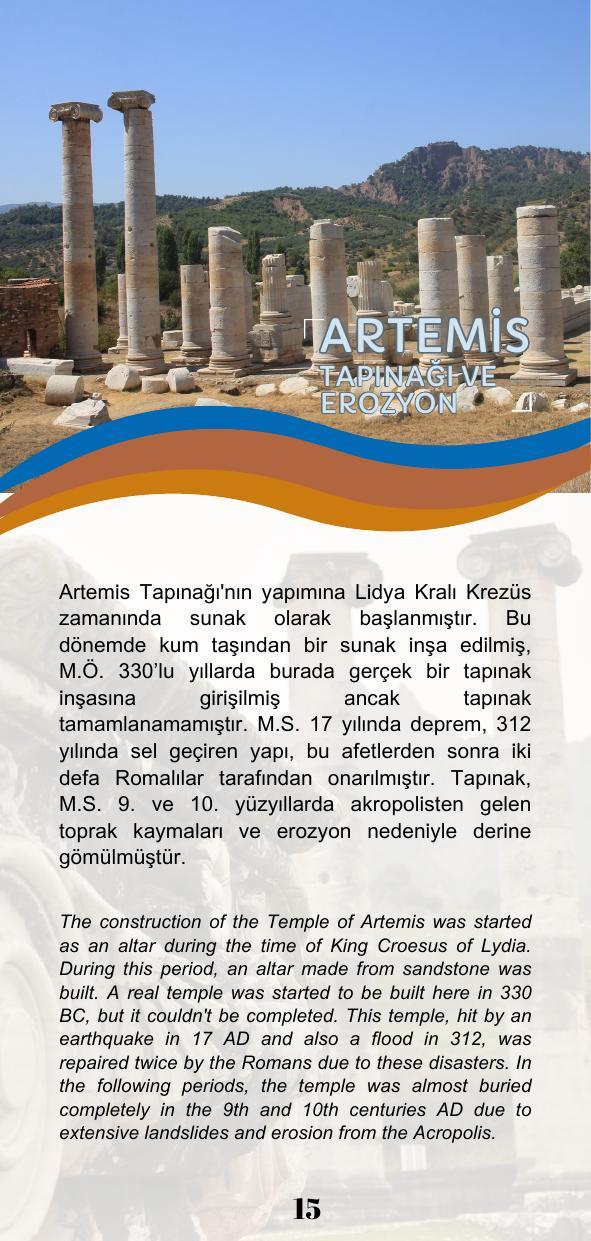 ARTEMİS
TAPINAĞI VE
EROZYON
Artemis Tapınağı'nın yapımına Lidya Kralı Krezüs
zamanında sunak olarak başlanmıştır. Bu
dönemde kum taşından bir sunak inşa edilmiş,
M.Ö. 330’lu yıllarda burada gerçek bir tapınak
inşasına girişilmiş ancak tapınak
tamamlanamamıştır. M.S. 17 yılında deprem, 312
yılında sel geçiren yapı, bu afetlerden sonra iki
defa Romalılar tarafından onarılmıştır. Tapınak,
M.S. 9. ve 10. yüzyıllarda akropolisten gelen
toprak kaymaları ve erozyon nedeniyle derine
gömülmüştür.
The construction of the Temple of Artemis was started
as an altar during the time of King Croesus of Lydia.
During this period, an altar made from sandstone was
built. A real temple was started to be built here in 330
BC, but it couldn't be completed. This temple, hit by an
earthquake in 17 AD and also a flood in 312, was
repaired twice by the Romans due to these disasters. In
the following periods, the temple was almost buried
completely in the 9th and 10th centuries AD due to
extensive landslides and erosion from the Acropolis.
15